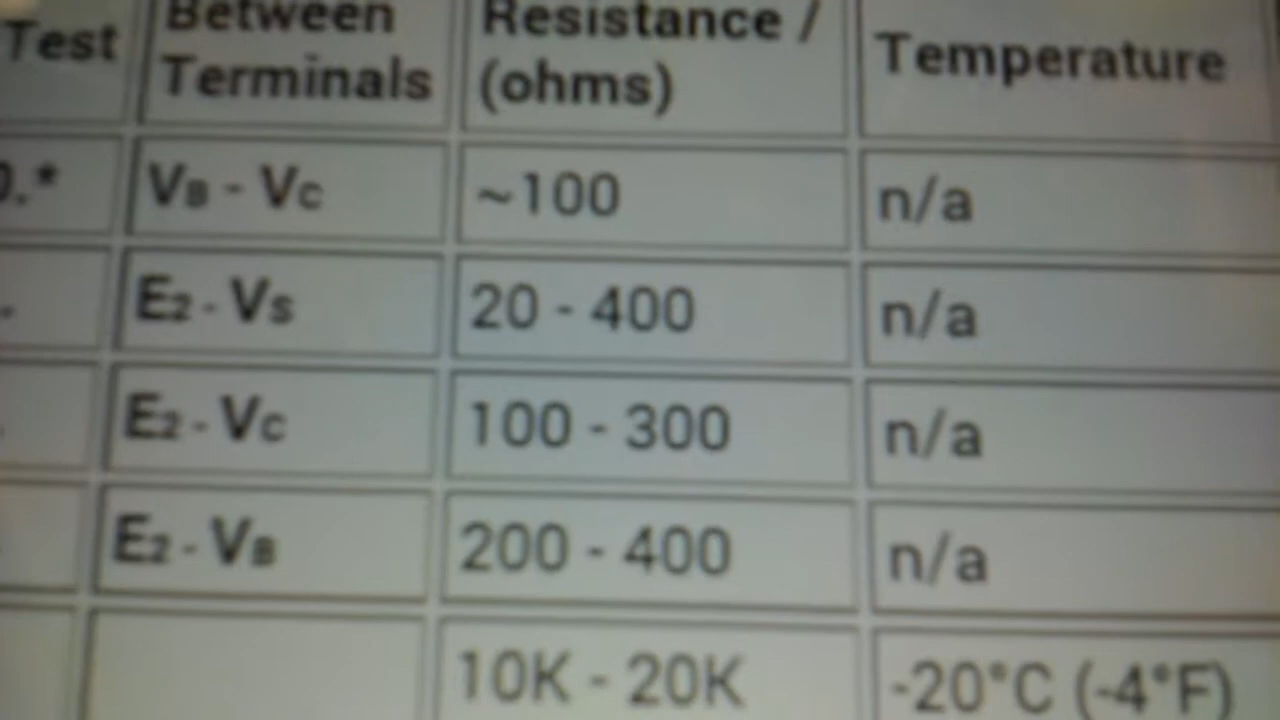 Test Between Terminals Resistance / (ohms) Temperature
.* VB - VC ~100 n/a
. E2 - VS 20 - 400 n/a
E2 - VC 100 - 300 n/a
E2 - VB 200 - 400 n/a
10K - 20K -20°C (-4°F)